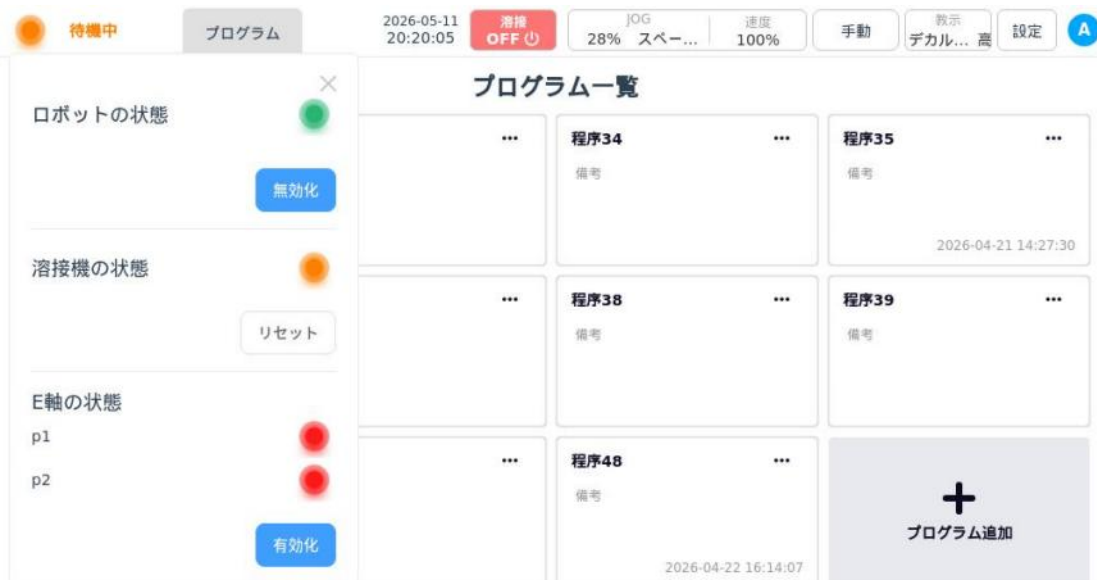 待機中
プログラム
2026-05-11
20:20:05
溶接
OFF
JOG
28% スペー...
速度
100%
手動
教示
デカル... 高
設定
A
ロボットの状態
無効化
溶接機の状態
リセット
E軸の状態
p1
p2
有効化
プログラム一覧
...
程序34
...
備考
程序35
...
備考
2026-04-21 14:27:30
...
程序38
...
備考
程序39
...
備考
...
程序48
...
備考
2026-04-22 16:14:07
プログラム追加